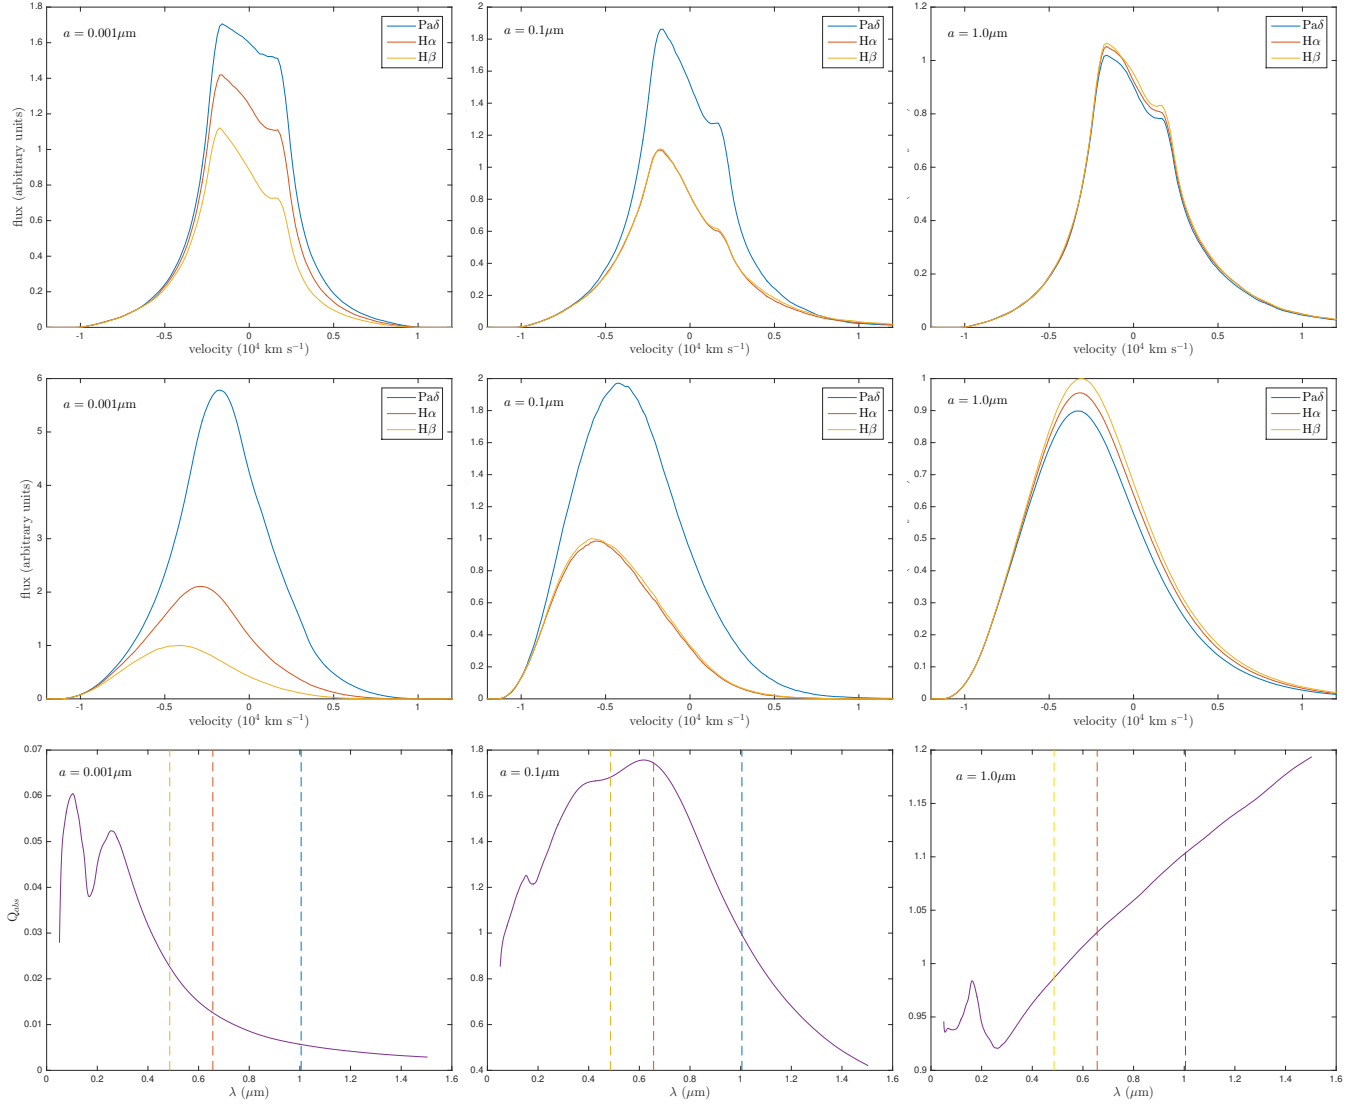 1.8
1.6
1.4
1.2
1
0.8
0.6
0.4
0.2
0
flux (arbitrary units)
a = 0.001μm
Paδ
Hα
Hβ
-1 -0.5 0 0.5 1
velocity (10⁴ km s⁻¹)
2
1.8
1.6
1.4
1.2
1
0.8
0.6
0.4
0.2
0
a = 0.1μm
Paδ
Hα
Hβ
-1 -0.5 0 0.5 1
velocity (10⁴ km s⁻¹)
1.2
1
0.8
0.6
0.4
0.2
0
a = 1.0μm
Paδ
Hα
Hβ
-1 -0.5 0 0.5 1
velocity (10⁴ km s⁻¹)
6
5
4
3
2
1
0
flux (arbitrary units)
a = 0.001μm
Paδ
Hα
Hβ
-1 -0.5 0 0.5 1
velocity (10⁴ km s⁻¹)
2
1.8
1.6
1.4
1.2
1
0.8
0.6
0.4
0.2
0
a = 0.1μm
Paδ
Hα
Hβ
-1 -0.5 0 0.5 1
velocity (10⁴ km s⁻¹)
1
0.9
0.8
0.7
0.6
0.5
0.4
0.3
0.2
0.1
0
a = 1.0μm
Paδ
Hα
Hβ
-1 -0.5 0 0.5 1
velocity (10⁴ km s⁻¹)
0.07
0.06
0.05
0.04
0.03
0.02
0.01
0
Q_abs
a = 0.001μm
0 0.2 0.4 0.6 0.8 1 1.2 1.4 1.6
λ (μm)
1.8
1.6
1.4
1.2
1
0.8
0.6
0.4
a = 0.1μm
0 0.2 0.4 0.6 0.8 1 1.2 1.4 1.6
λ (μm)
1.2
1.15
1.1
1.05
1
0.95
0.9
a = 1.0μm
0 0.2 0.4 0.6 0.8 1 1.2 1.4 1.6
λ (μm)